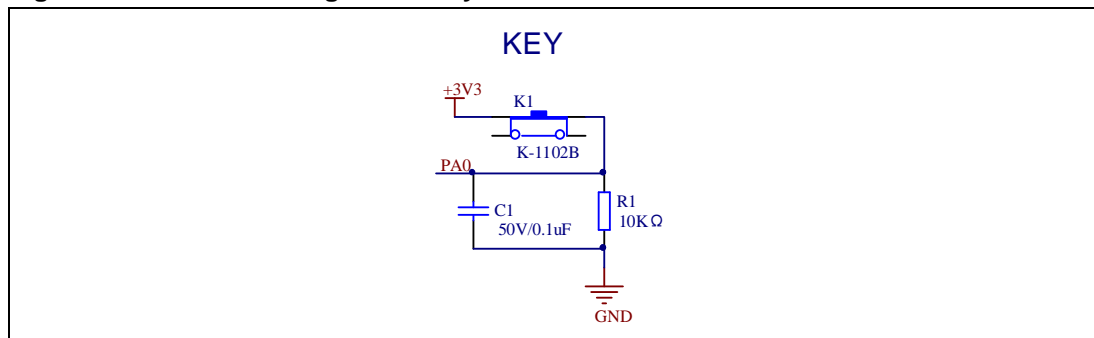 KEY
+3V3
K1
K-1102B
PA0
C1
50V/0.1uF
R1
10KΩ
GND